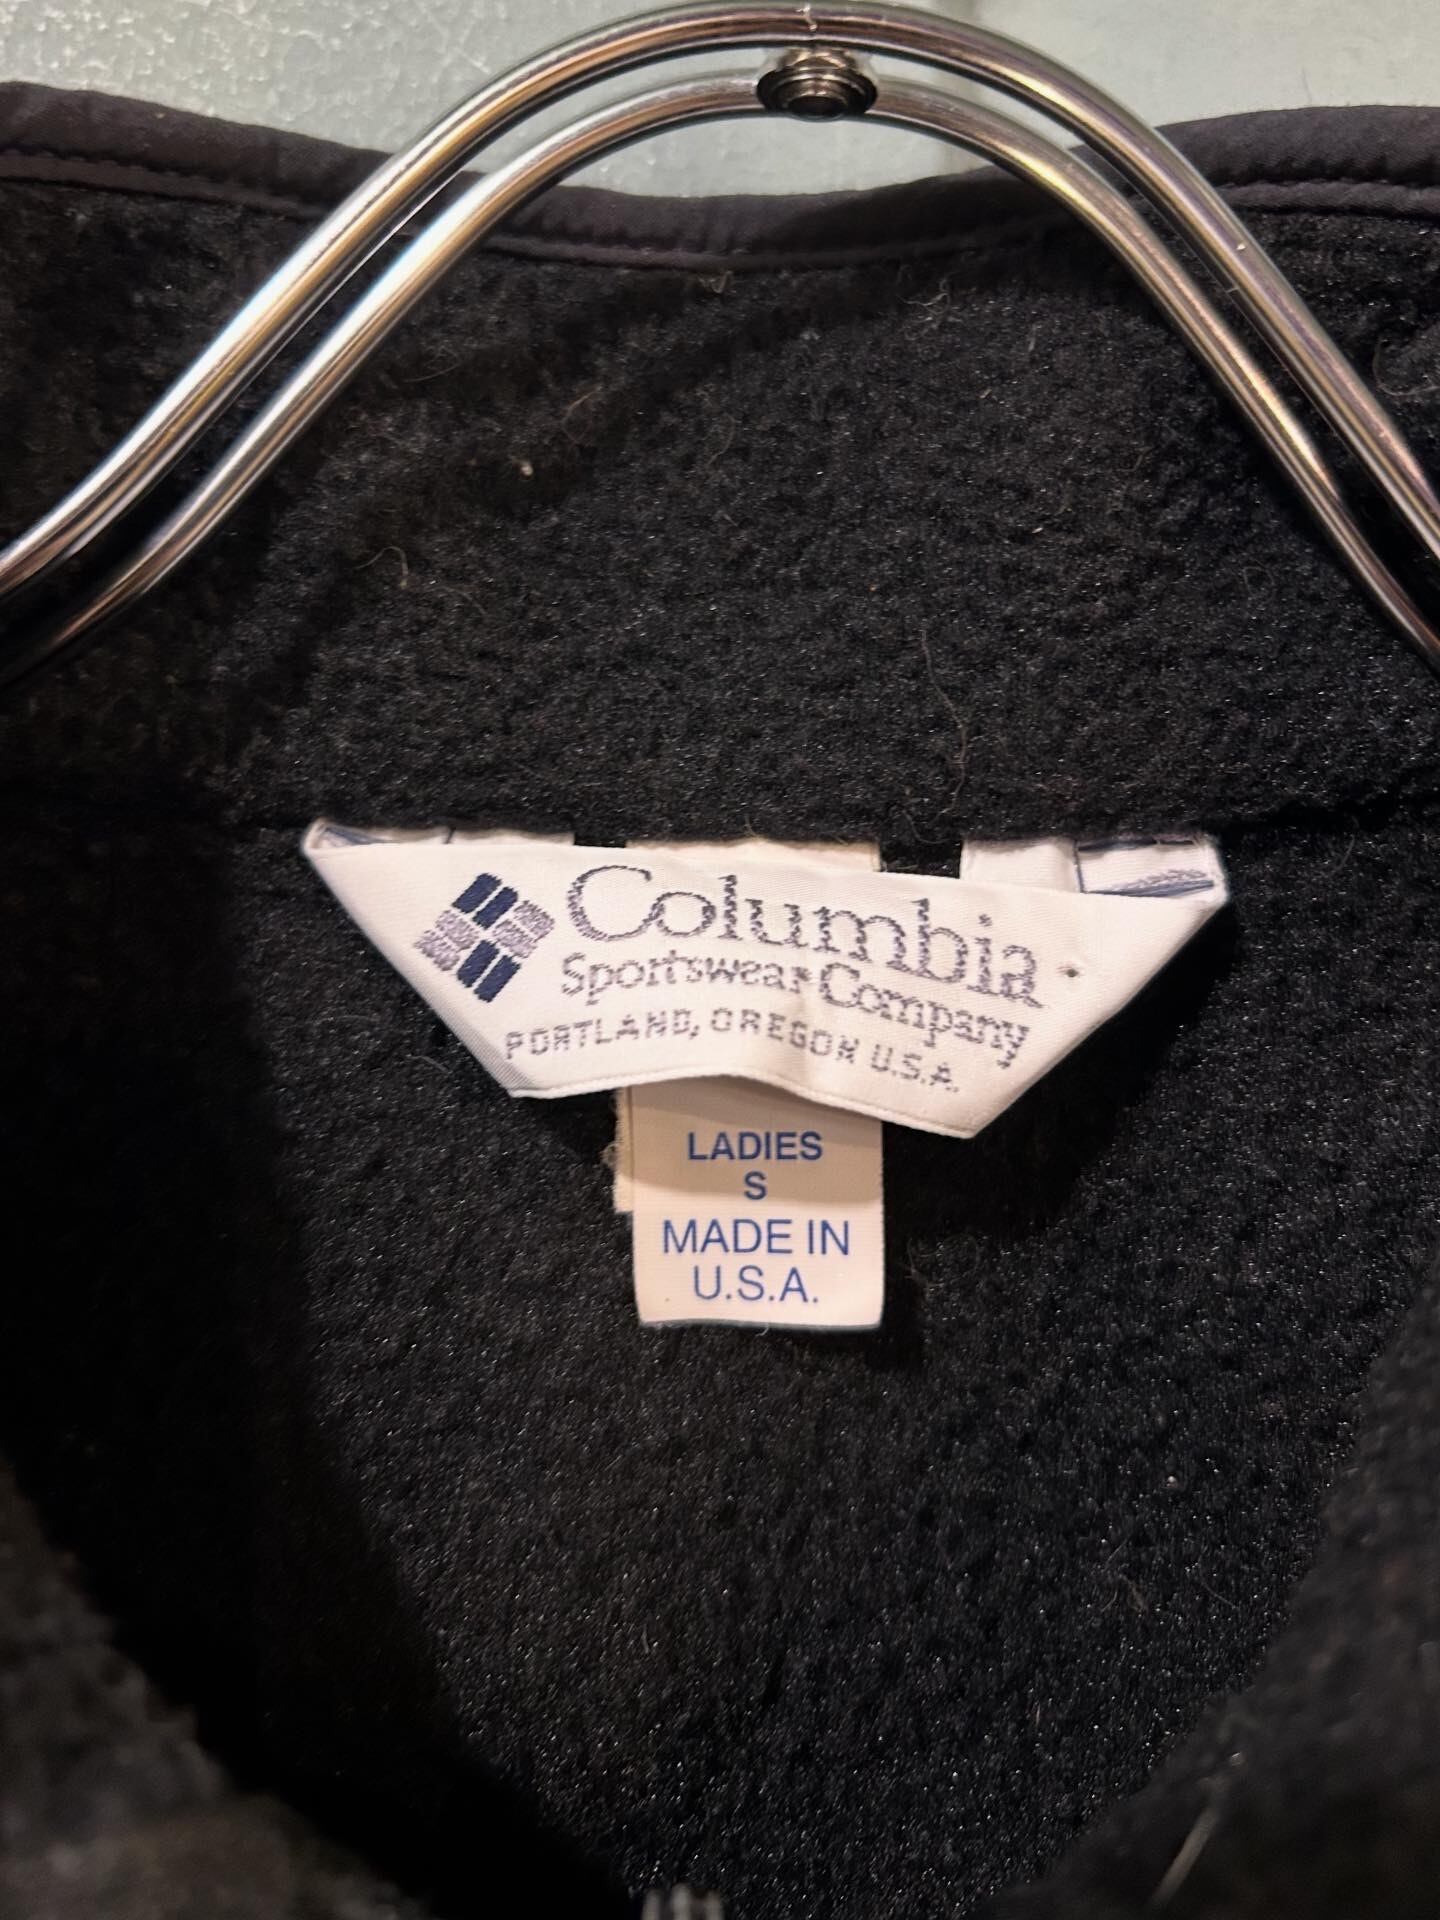 Columbia
Sportswear Company
PORTLAND, OREGON U.S.A.
LADIES
S
MADE IN
U.S.A.